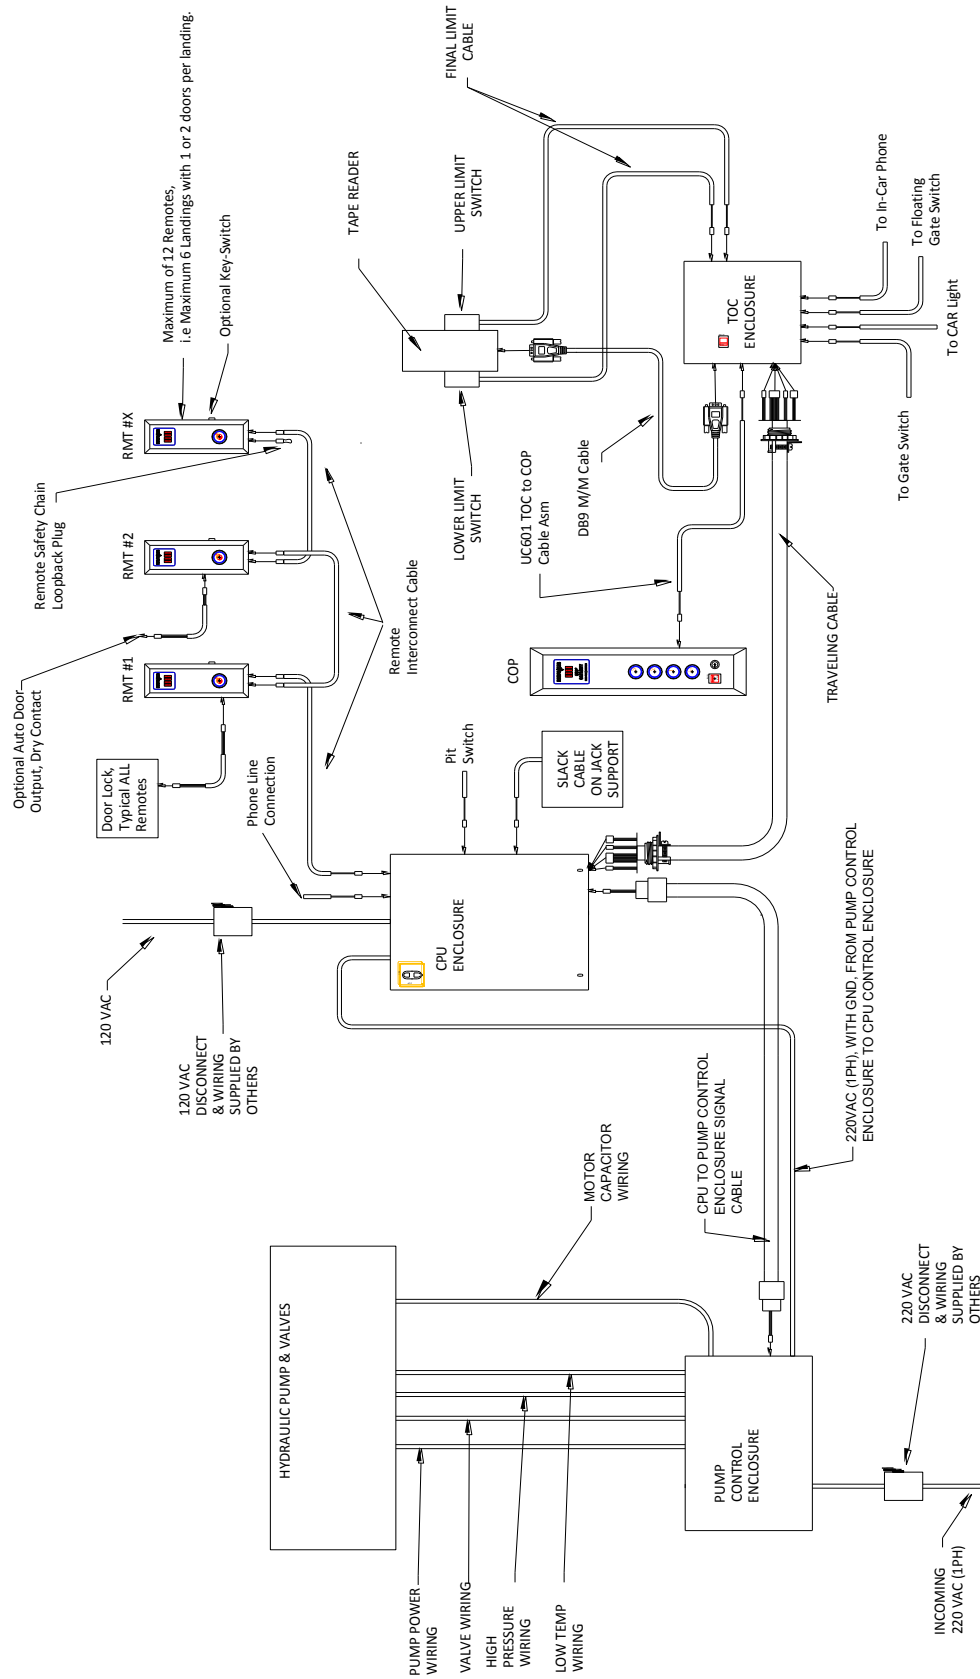 Maximum of 12 Remotes,
i.e Maximum 6 Landings with 1 or 2 doors per landing.
Optional Key-Switch
RMT #X
RMT #2
RMT #1
Remote Safety Chain
Loopback Plug
Optional Auto Door
Output, Dry Contact
Door Lock,
Typical ALL
Remotes
Remote
Interconnect Cable
Phone Line
Connection
120 VAC
120 VAC
DISCONNECT
& WIRING
SUPPLIED BY
OTHERS
HYDRAULIC PUMP & VALVES
PUMP POWER
WIRING
VALVE WIRING
HIGH
PRESSURE
WIRING
LOW TEMP
WIRING
MOTOR
CAPACITOR
WIRING
CPU
ENCLOSURE
Pit
Switch
SLACK
CABLE
ON JACK
SUPPORT
COP
UC601 TOC to COP
Cable Asm
DB9 M/M Cable
LOWER LIMIT
SWITCH
TAPE READER
UPPER LIMIT
SWITCH
FINAL LIMIT
CABLE
TOC
ENCLOSURE
To In-Car Phone
To Floating
Gate Switch
To CAR Light
To Gate Switch
TRAVELING CABLE
CPU TO PUMP CONTROL
ENCLOSURE SIGNAL
CABLE
220VAC (1PH), WITH GND, FROM PUMP CONTROL
ENCLOSURE TO CPU CONTROL ENCLOSURE
PUMP
CONTROL
ENCLOSURE
220 VAC
DISCONNECT
& WIRING
SUPPLIED BY
OTHERS
INCOMING
220 VAC (1PH)